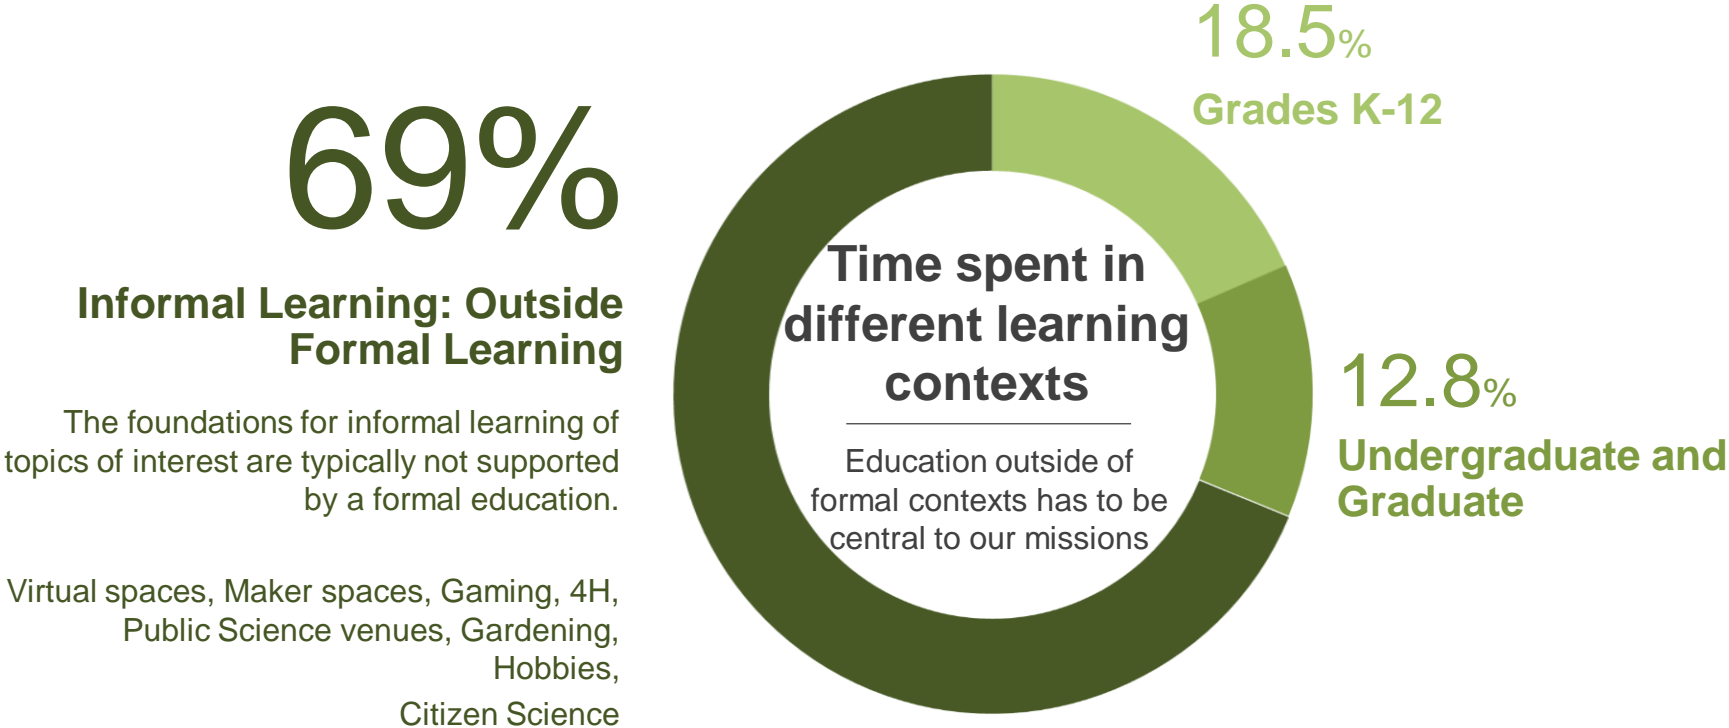 18.5%
Grades K-12
69%
Informal Learning: Outside
Formal Learning
The foundations for informal learning of
topics of interest are typically not supported
by a formal education.
Virtual spaces, Maker spaces, Gaming, 4H,
Public Science venues, Gardening,
Hobbies,
Citizen Science
Time spent in
different learning
contexts
Education outside of
formal contexts has to be
central to our missions
12.8%
Undergraduate and
Graduate